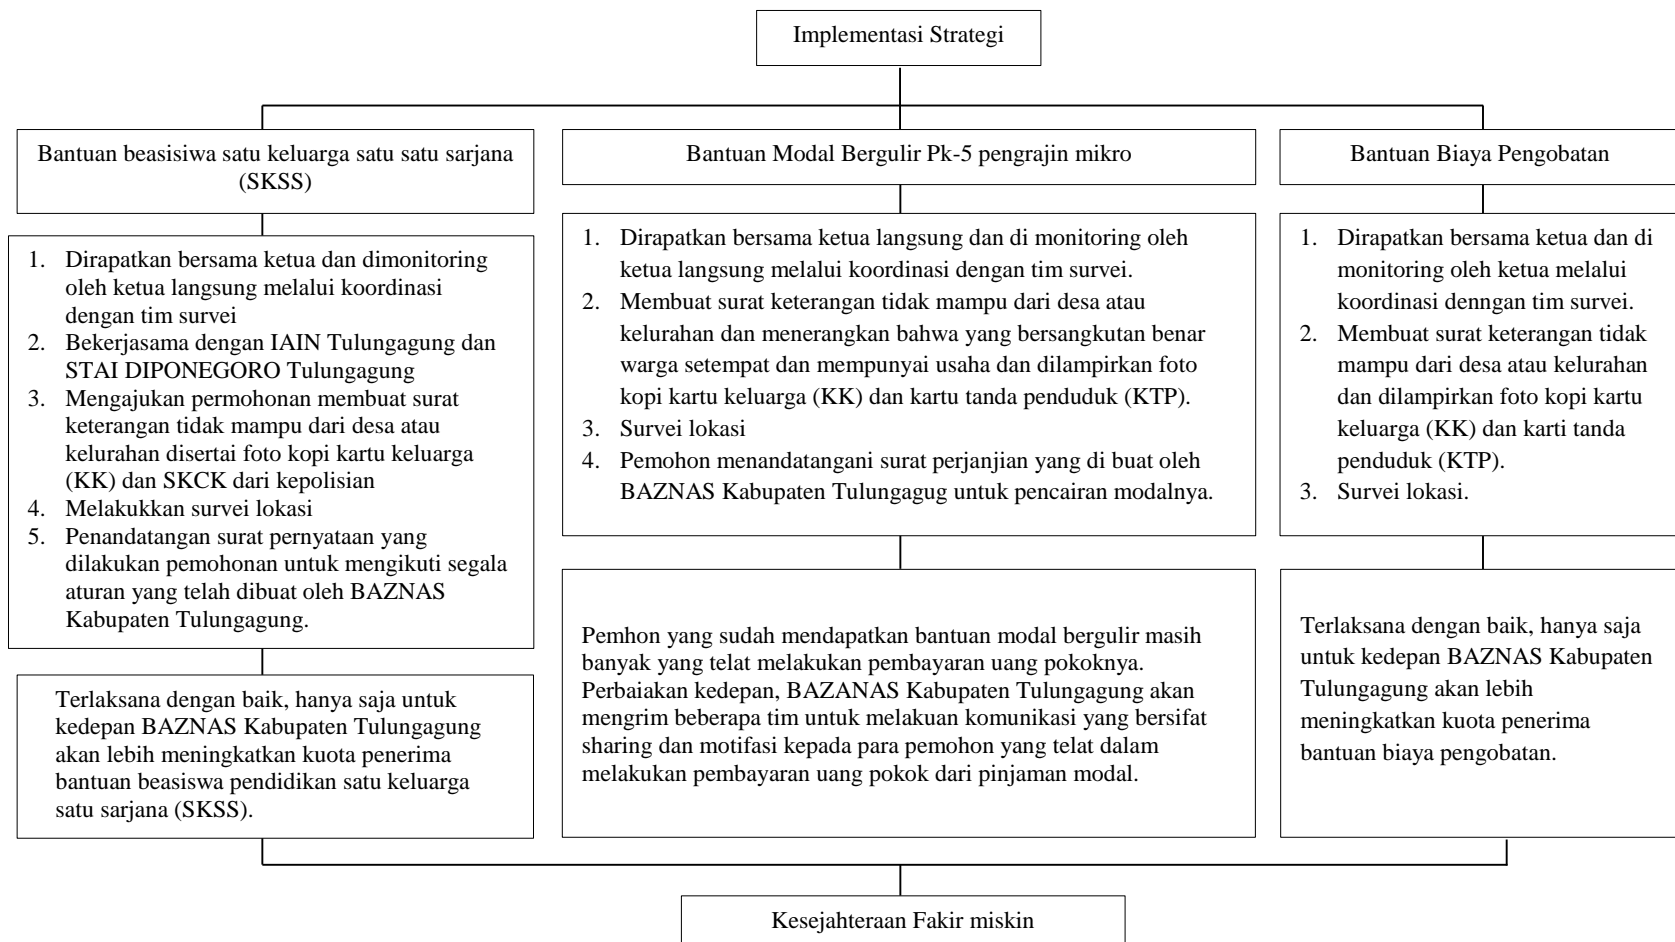 Implementasi Strategi
Bantuan beasisiwa satu keluarga satu satu sarjana
(SKSS)
Bantuan Modal Bergulir Pk-5 pengrajin mikro
Bantuan Biaya Pengobatan
1. Dirapatkan bersama ketua dan dimonitoring
oleh ketua langsung melalui koordinasi
dengan tim survei
2. Bekerjasama dengan IAIN Tulungagung dan
STAI DIPONEGORO Tulungagung
3. Mengajukan permohonan membuat surat
keterangan tidak mampu dari desa atau
kelurahan disertai foto kopi kartu keluarga
(KK) dan SKCK dari kepolisian
4. Melakukkan survei lokasi
5. Penandatangan surat pernyataan yang
dilakukan pemohonan untuk mengikuti segala
aturan yang telah dibuat oleh BAZNAS
Kabupaten Tulungagung.
1. Dirapatkan bersama ketua langsung dan di monitoring oleh
ketua langsung melalui koordinasi dengan tim survei.
2. Membuat surat keterangan tidak mampu dari desa atau
kelurahan dan menerangkan bahwa yang bersangkutan benar
warga setempat dan mempunyai usaha dan dilampirkan foto
kopi kartu keluarga (KK) dan kartu tanda penduduk (KTP).
3. Survei lokasi
4. Pemohon menandatangani surat perjanjian yang di buat oleh
BAZNAS Kabupaten Tulungagug untuk pencairan modalnya.
1. Dirapatkan bersama ketua dan di
monitoring oleh ketua melalui
koordinasi denngan tim survei.
2. Membuat surat keterangan tidak
mampu dari desa atau kelurahan
dan dilampirkan foto kopi kartu
keluarga (KK) dan karti tanda
penduduk (KTP).
3. Survei lokasi.
Terlaksana dengan baik, hanya saja untuk
kedepan BAZNAS Kabupaten Tulungagung
akan lebih meningkatkan kuota penerima
bantuan beasiswa pendidikan satu keluarga
satu sarjana (SKSS).
Pemhon yang sudah mendapatkan bantuan modal bergulir masih
banyak yang telat melakukan pembayaran uang pokoknya.
Perbaiakan kedepan, BAZANAS Kabupaten Tulungagung akan
mengrim beberapa tim untuk melakuan komunikasi yang bersifat
sharing dan motifasi kepada para pemohon yang telat dalam
melakukan pembayaran uang pokok dari pinjaman modal.
Terlaksana dengan baik, hanya saja
untuk kedepan BAZNAS Kabupaten
Tulungagung akan lebih
meningkatkan kuota penerima
bantuan biaya pengobatan.
Kesejahteraan Fakir miskin